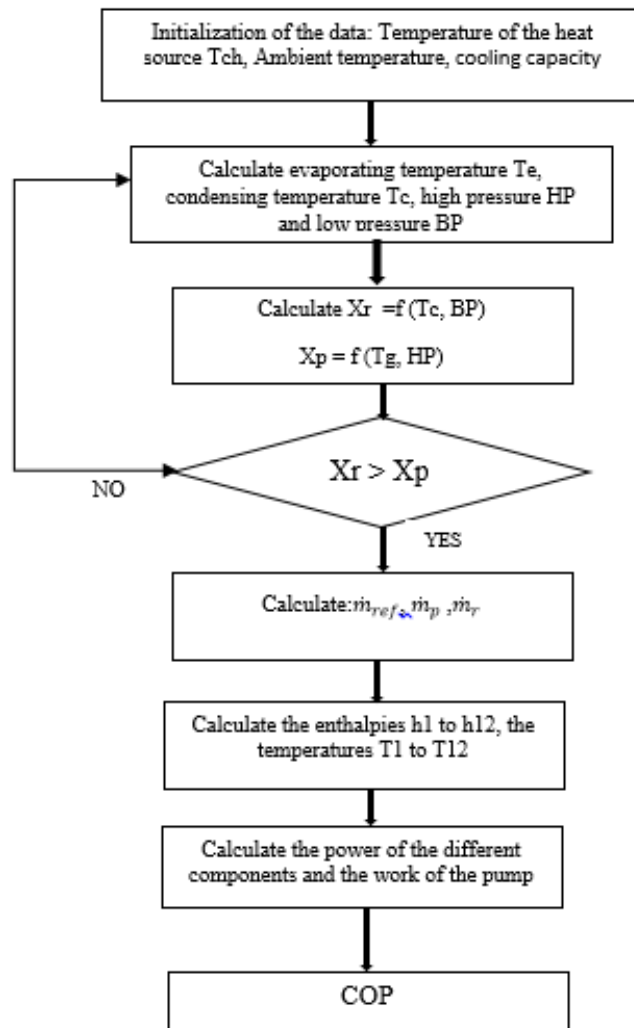 Initialization of the data: Temperature of the heat
source Tch, Ambient temperature, cooling capacity
Calculate evaporating temperature Te,
condensing temperature Tc, high pressure HP
and low pressure BP
Calculate Xr =f (Tc, BP)
Xp = f (Tg, HP)
Xr > Xp
NO
YES
Calculate:ṁ_ref, ṁ_p ,ṁ_r
Calculate the enthalpies h1 to h12, the
temperatures T1 to T12
Calculate the power of the different
components and the work of the pump
COP